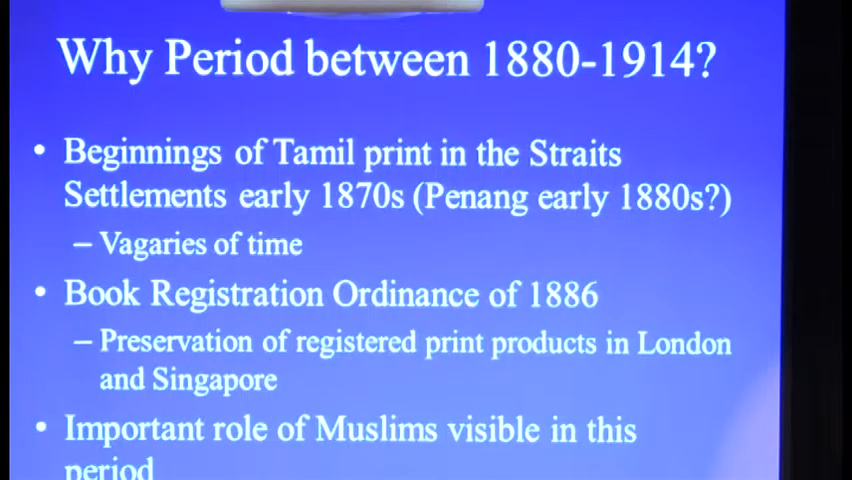 Why Period between 1880-1914?
• Beginnings of Tamil print in the Straits
Settlements early 1870s (Penang early 1880s?)
– Vagaries of time
• Book Registration Ordinance of 1886
– Preservation of registered print products in London
and Singapore
• Important role of Muslims visible in this
period